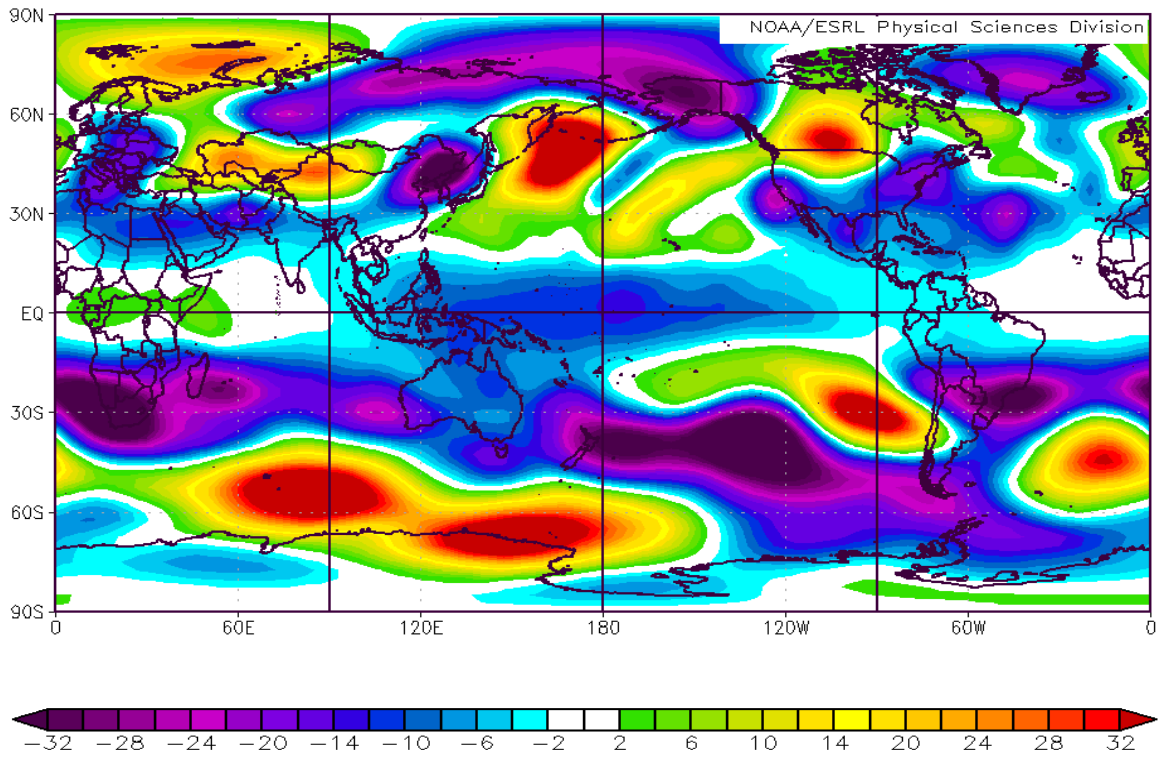 90N
NOAA/ESRL Physical Sciences Division
60N
30N
EQ
30S
60S
90S
0 60E 120E 180 120W 60W 0
−32 −28 −24 −20 −14 −10 −6 −2 2 6 10 14 20 24 28 32